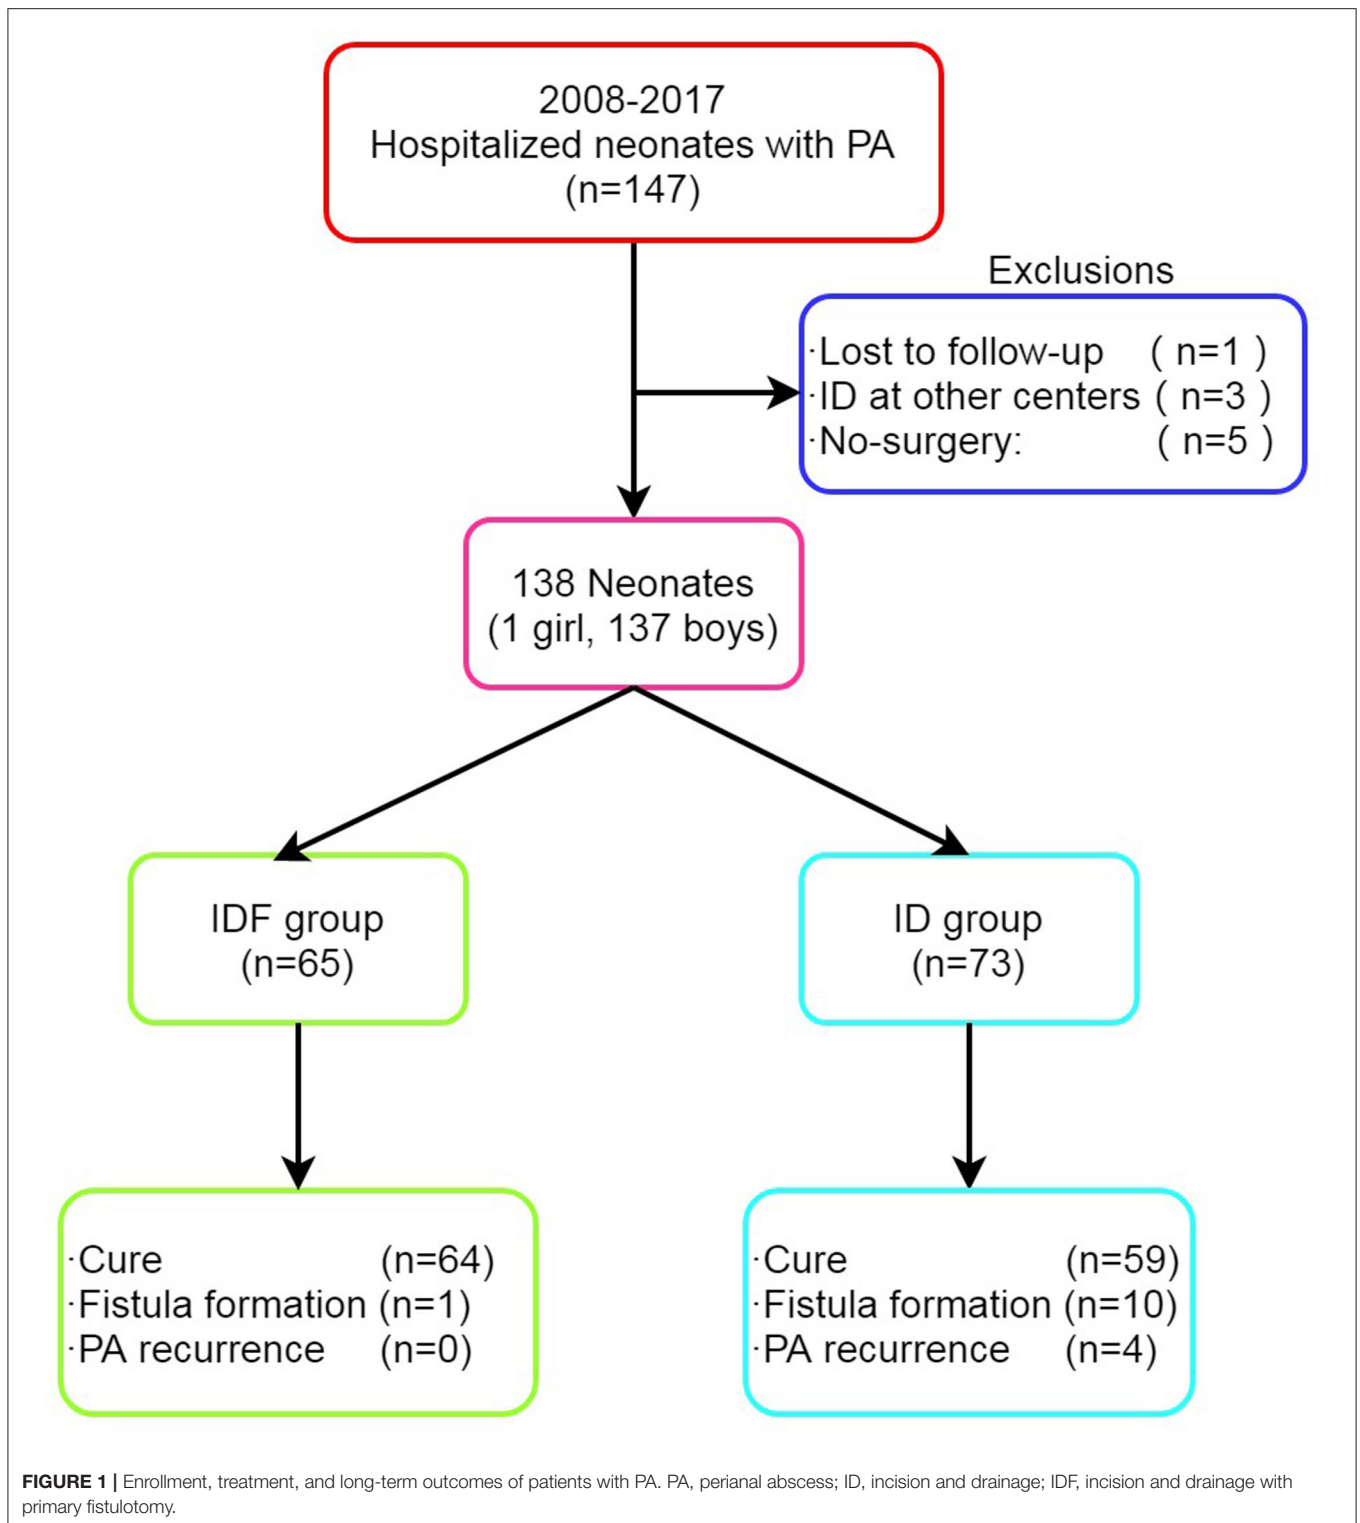 2008-2017
Hospitalized neonates with PA
(n=147)
Exclusions
·Lost to follow-up ( n=1 )
·ID at other centers ( n=3 )
·No-surgery: ( n=5 )
138 Neonates
(1 girl, 137 boys)
IDF group
(n=65)
ID group
(n=73)
·Cure (n=64)
·Fistula formation (n=1)
·PA recurrence (n=0)
·Cure (n=59)
·Fistula formation (n=10)
·PA recurrence (n=4)
FIGURE 1 | Enrollment, treatment, and long-term outcomes of patients with PA. PA, perianal abscess; ID, incision and drainage; IDF, incision and drainage with
primary fistulotomy.